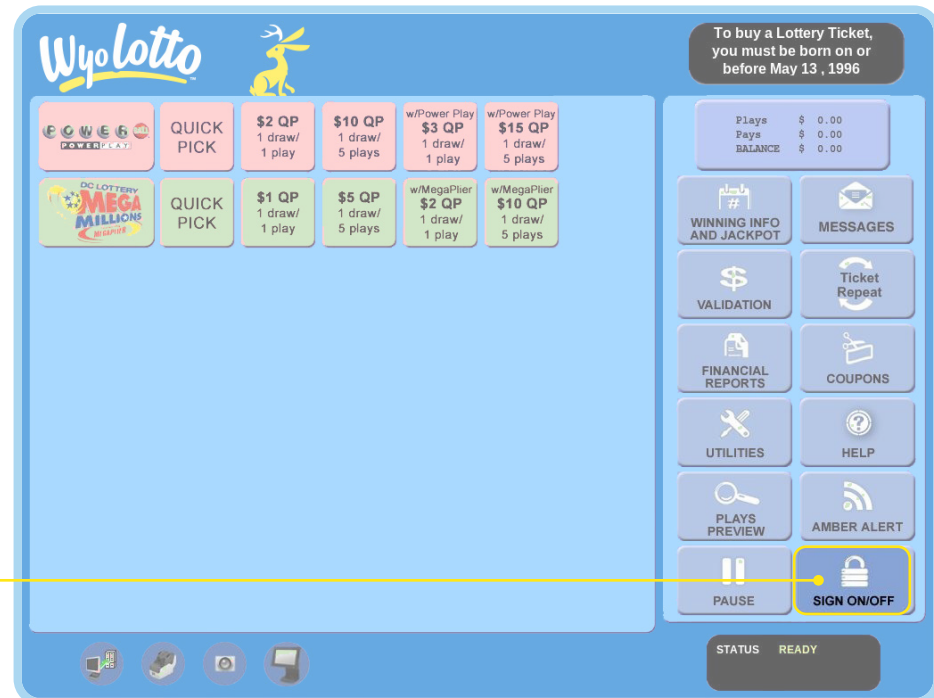 Wyo lotto
To buy a Lottery Ticket,
you must be born on or
before May 13 , 1996
POWERBALL
POWER PLAY
QUICK
PICK
$2 QP
1 draw/
1 play
$10 QP
1 draw/
5 plays
w/Power Play
$3 QP
1 draw/
1 play
w/Power Play
$15 QP
1 draw/
5 plays
DC LOTTERY
MEGA
MILLIONS
MEGAPLIER
QUICK
PICK
$1 QP
1 draw/
1 play
$5 QP
1 draw/
5 plays
w/MegaPlier
$2 QP
1 draw/
1 play
w/MegaPlier
$10 QP
1 draw/
5 plays
Plays $ 0.00
Pays $ 0.00
BALANCE $ 0.00
WINNING INFO
AND JACKPOT
MESSAGES
VALIDATION
Ticket
Repeat
FINANCIAL
REPORTS
COUPONS
UTILITIES
HELP
PLAYS
PREVIEW
AMBER ALERT
PAUSE
SIGN ON/OFF
STATUS READY